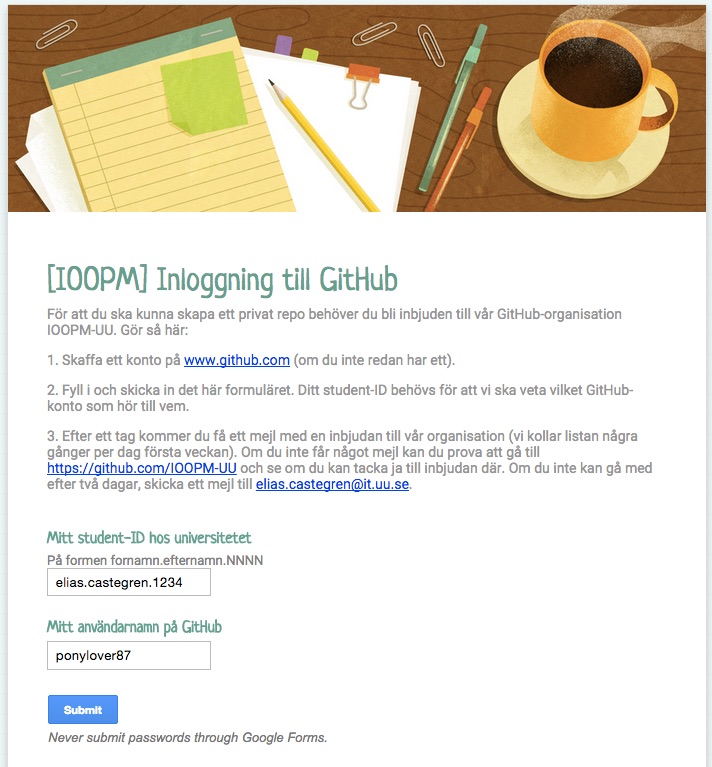 [IOOPM] Inloggning till GitHub
För att du ska kunna skapa ett privat repo behöver du bli inbjuden till vår GitHub-organisation
IOOPM-UU. Gör så här:
1. Skaffa ett konto på www.github.com (om du inte redan har ett).
2. Fyll i och skicka in det här formuläret. Ditt student-ID behövs för att vi ska veta vilket GitHub-
konto som hör till vem.
3. Efter ett tag kommer du få ett mejl med en inbjudan till vår organisation (vi kollar listan några
gånger per dag första veckan). Om du inte får något mejl kan du prova att gå till
https://github.com/IOOPM-UU och se om du kan tacka ja till inbjudan där. Om du inte kan gå med
efter två dagar, skicka ett mejl till elias.castegren@it.uu.se.
Mitt student-ID hos universitetet
På formen fornamn.efternamn.NNNN
elias.castegren.1234
Mitt användarnamn på GitHub
ponylover87
Submit
Never submit passwords through Google Forms.